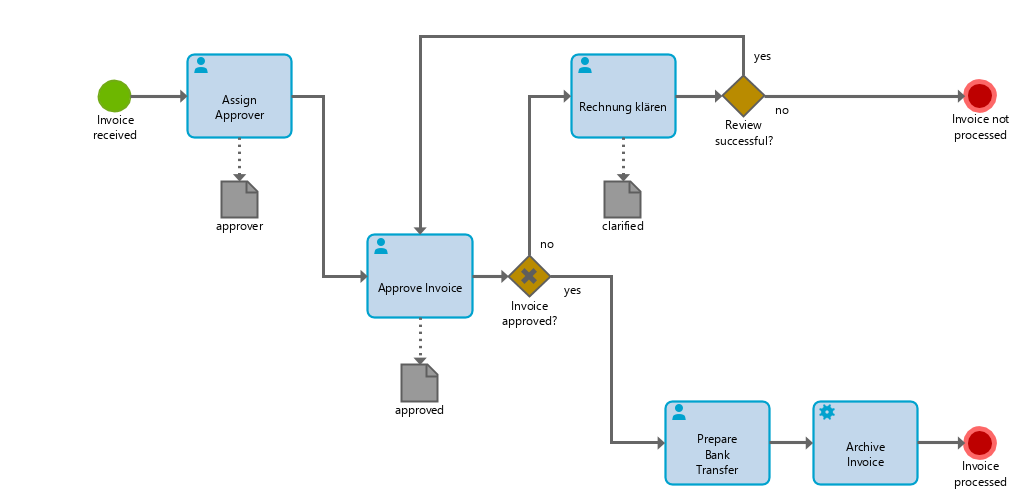 yes
Assign
Approver
Rechnung klären
no
Invoice
received
Review
successful?
Invoice not
processed
approver
clarified
no
Approve Invoice
yes
Invoice
approved?
approved
Prepare
Bank
Transfer
Archive
Invoice
Invoice
processed